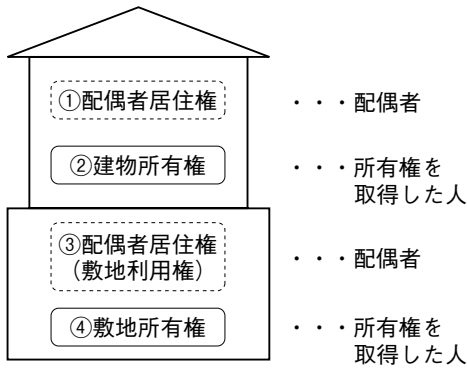 ①配偶者居住権 ・・・配偶者
②建物所有権 ・・・所有権を
取得した人
③配偶者居住権
（敷地利用権） ・・・配偶者
④敷地所有権 ・・・所有権を
取得した人